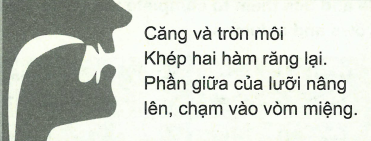 Căng và tròn môi
Khép hai hàm răng lại.
Phần giữa của lưỡi nâng
lên, chạm vào vòm miệng.